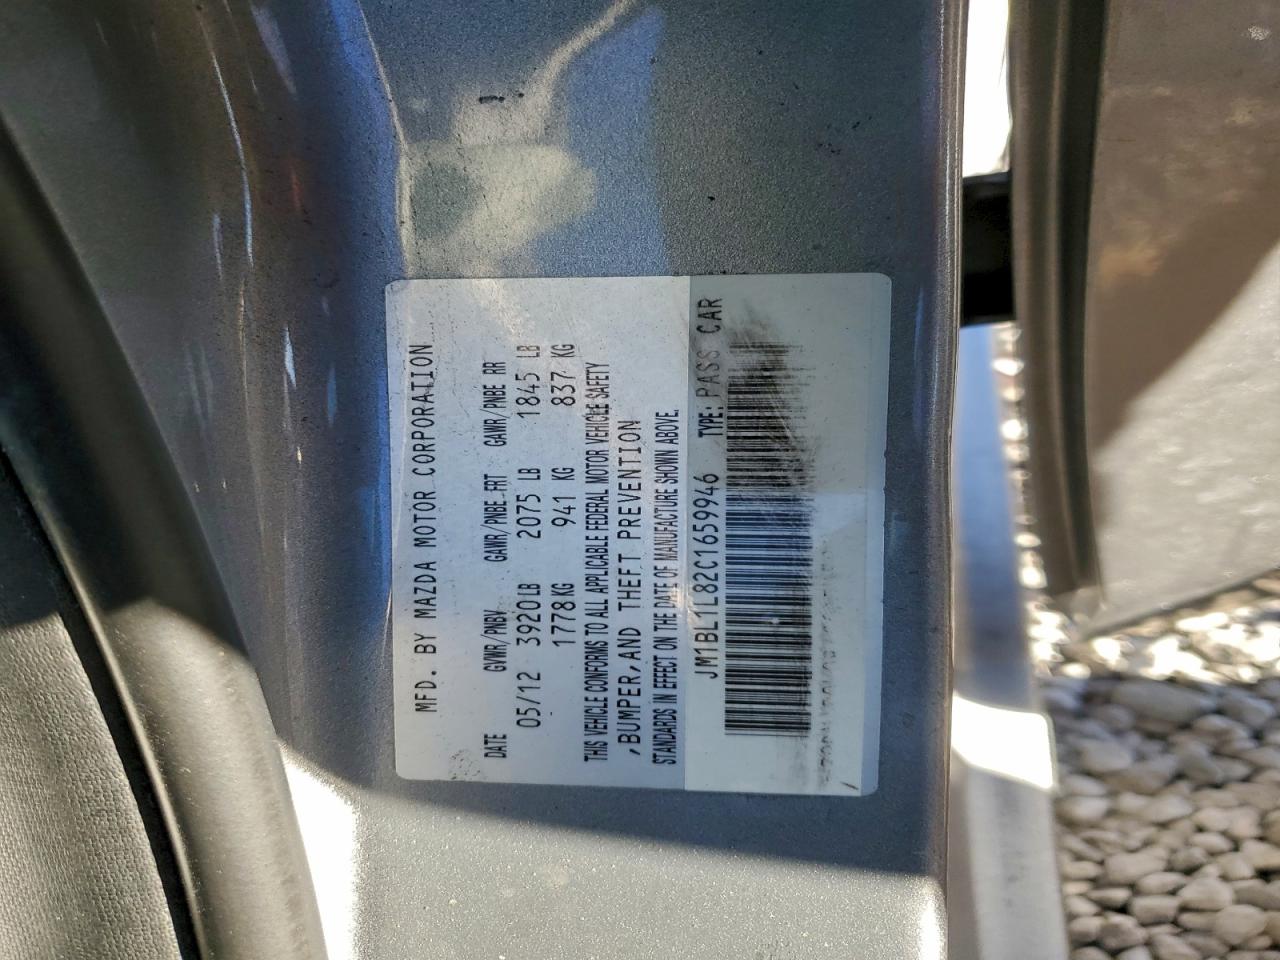 MFD. BY MAZDA MOTOR CORPORATION
DATE GVWR/PNBV GAWR/PNBE FRT GAWR/PNBE RR
05/12 3920LB 2075 LB 1845 LB
1778KG 941 KG 837 KG
THIS VEHICLE CONFORMS TO ALL APPLICABLE FEDERAL MOTOR VEHICLE SAFETY
,BUMPER,AND THEFT PREVENTION
STANDARDS IN EFFECT ON THE DATE OF MANUFACTURE SHOWN ABOVE.
JM1BL1L82C1659946 TYPE: PASS CAR